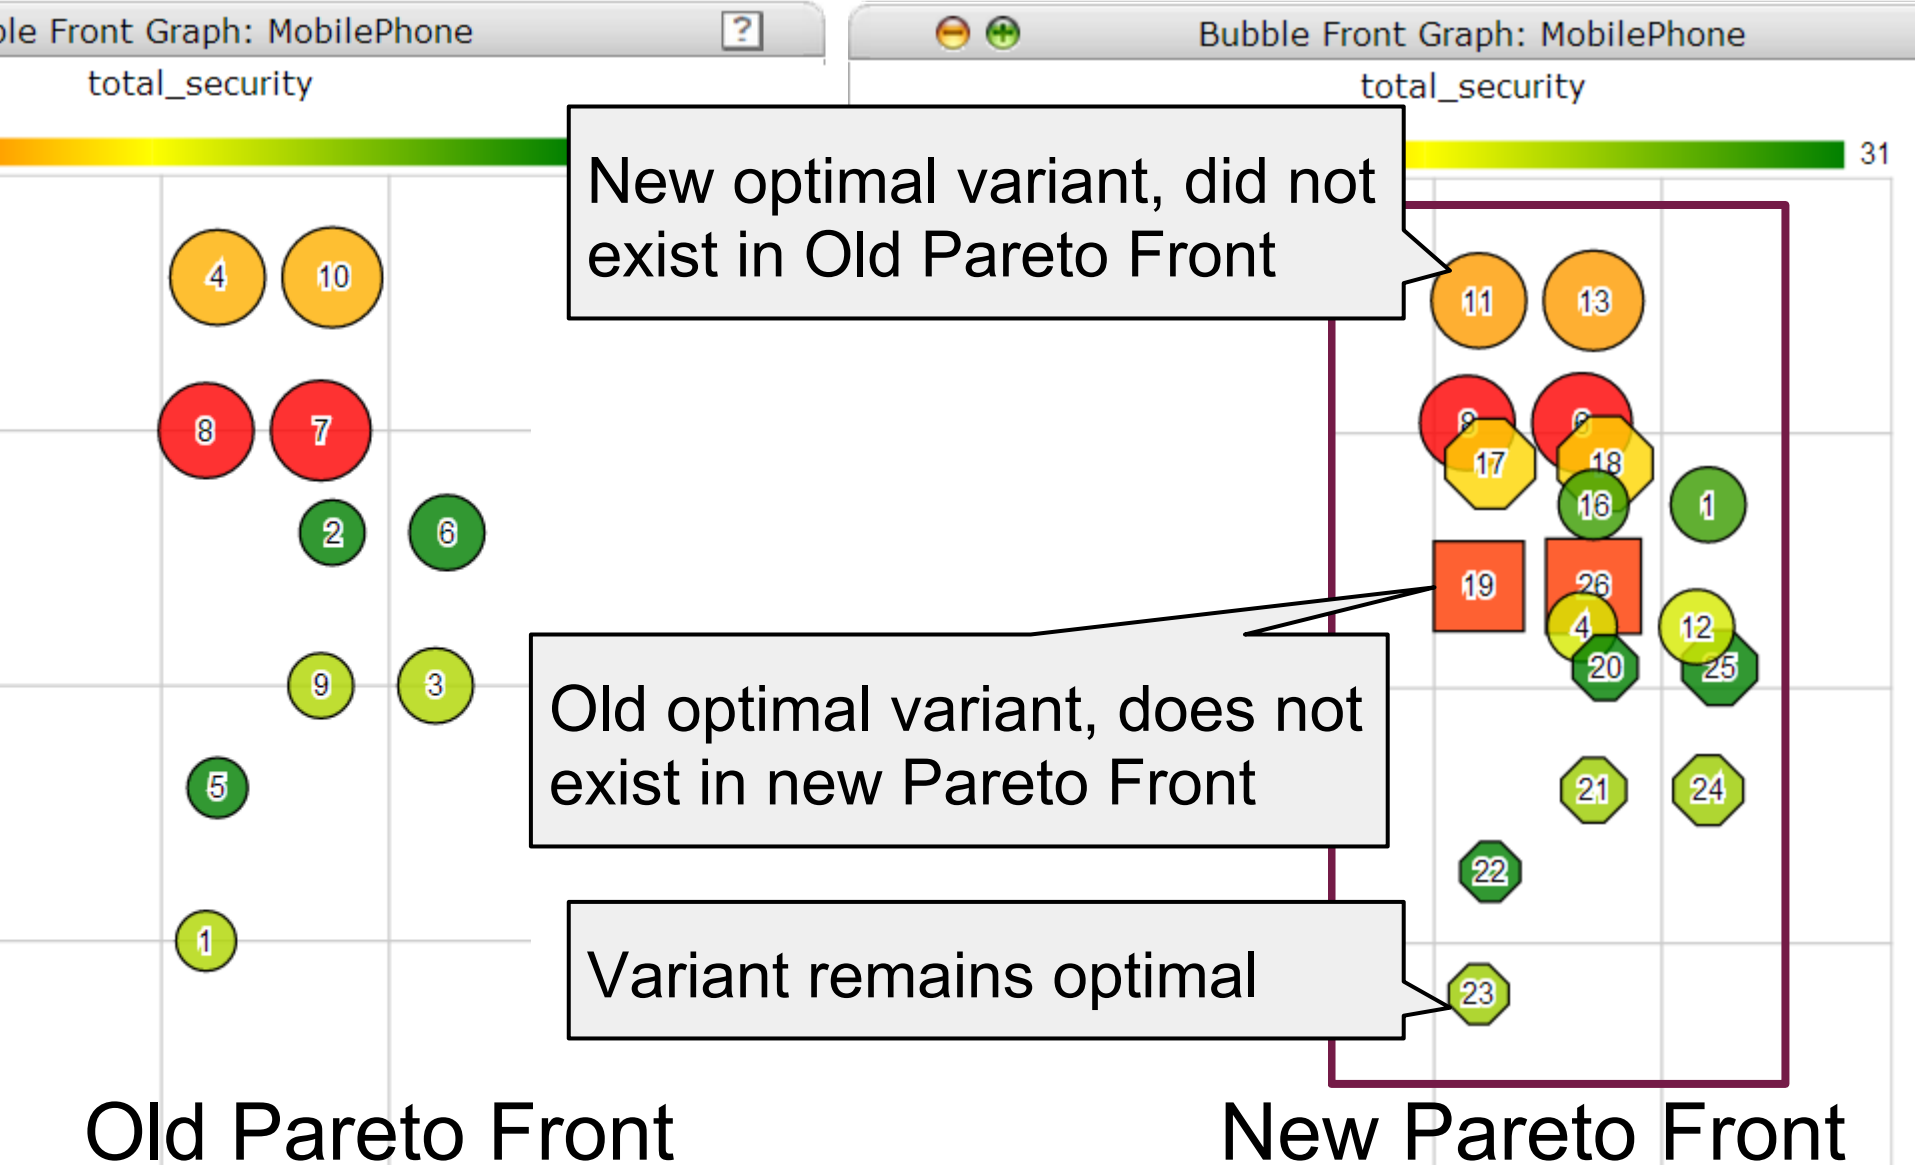 ble Front Graph: MobilePhone
?
total_security
4
10
8
7
2
6
9
3
5
1
Old Pareto Front
Bubble Front Graph: MobilePhone
total_security
31
New optimal variant, did not
exist in Old Pareto Front
11
13
8
6
17
18
16
1
19
26
4
12
20
25
Old optimal variant, does not
exist in new Pareto Front
21
24
22
Variant remains optimal
23
New Pareto Front